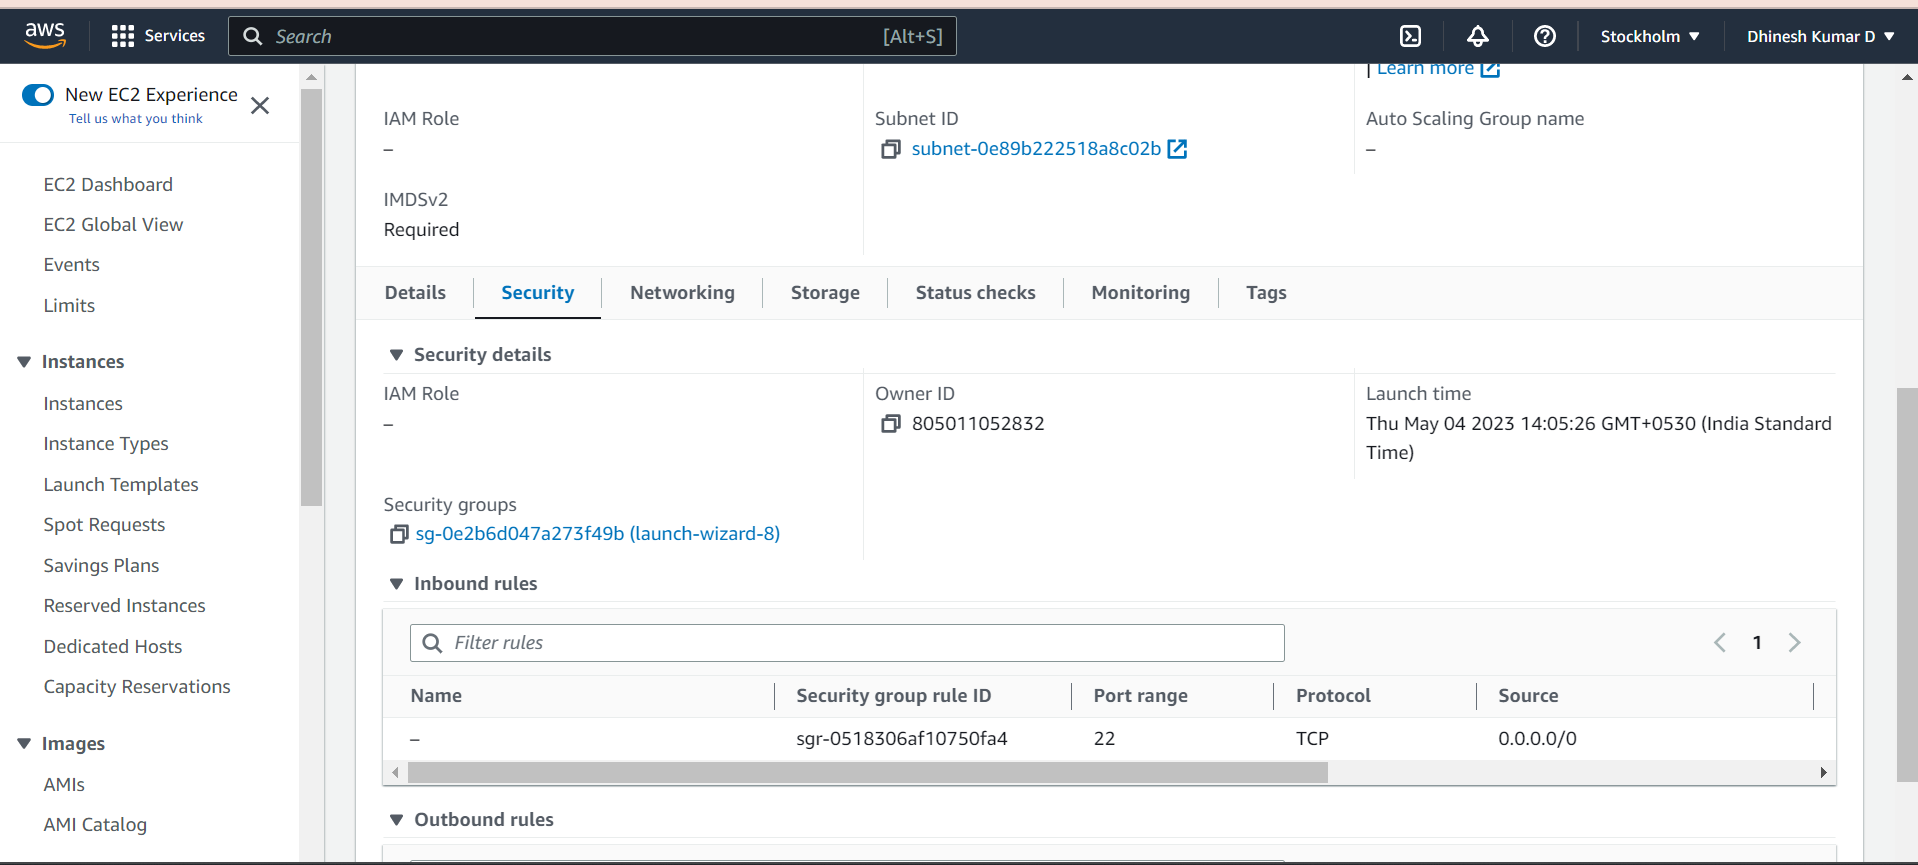 aws
Services
Search
[Alt+S]
Stockholm
Dhinesh Kumar D
New EC2 Experience
Tell us what you think
EC2 Dashboard
EC2 Global View
Events
Limits
Instances
Instances
Instance Types
Launch Templates
Spot Requests
Savings Plans
Reserved Instances
Dedicated Hosts
Capacity Reservations
Images
AMIs
AMI Catalog
| Learn more
IAM Role
–
Subnet ID
subnet-0e89b222518a8c02b
Auto Scaling Group name
–
IMDSv2
Required
Details
Security
Networking
Storage
Status checks
Monitoring
Tags
Security details
IAM Role
–
Owner ID
805011052832
Launch time
Thu May 04 2023 14:05:26 GMT+0530 (India Standard
Time)
Security groups
sg-0e2b6d047a273f49b (launch-wizard-8)
Inbound rules
Filter rules
1
Name
Security group rule ID
Port range
Protocol
Source
–
sgr-0518306af10750fa4
22
TCP
0.0.0.0/0
Outbound rules